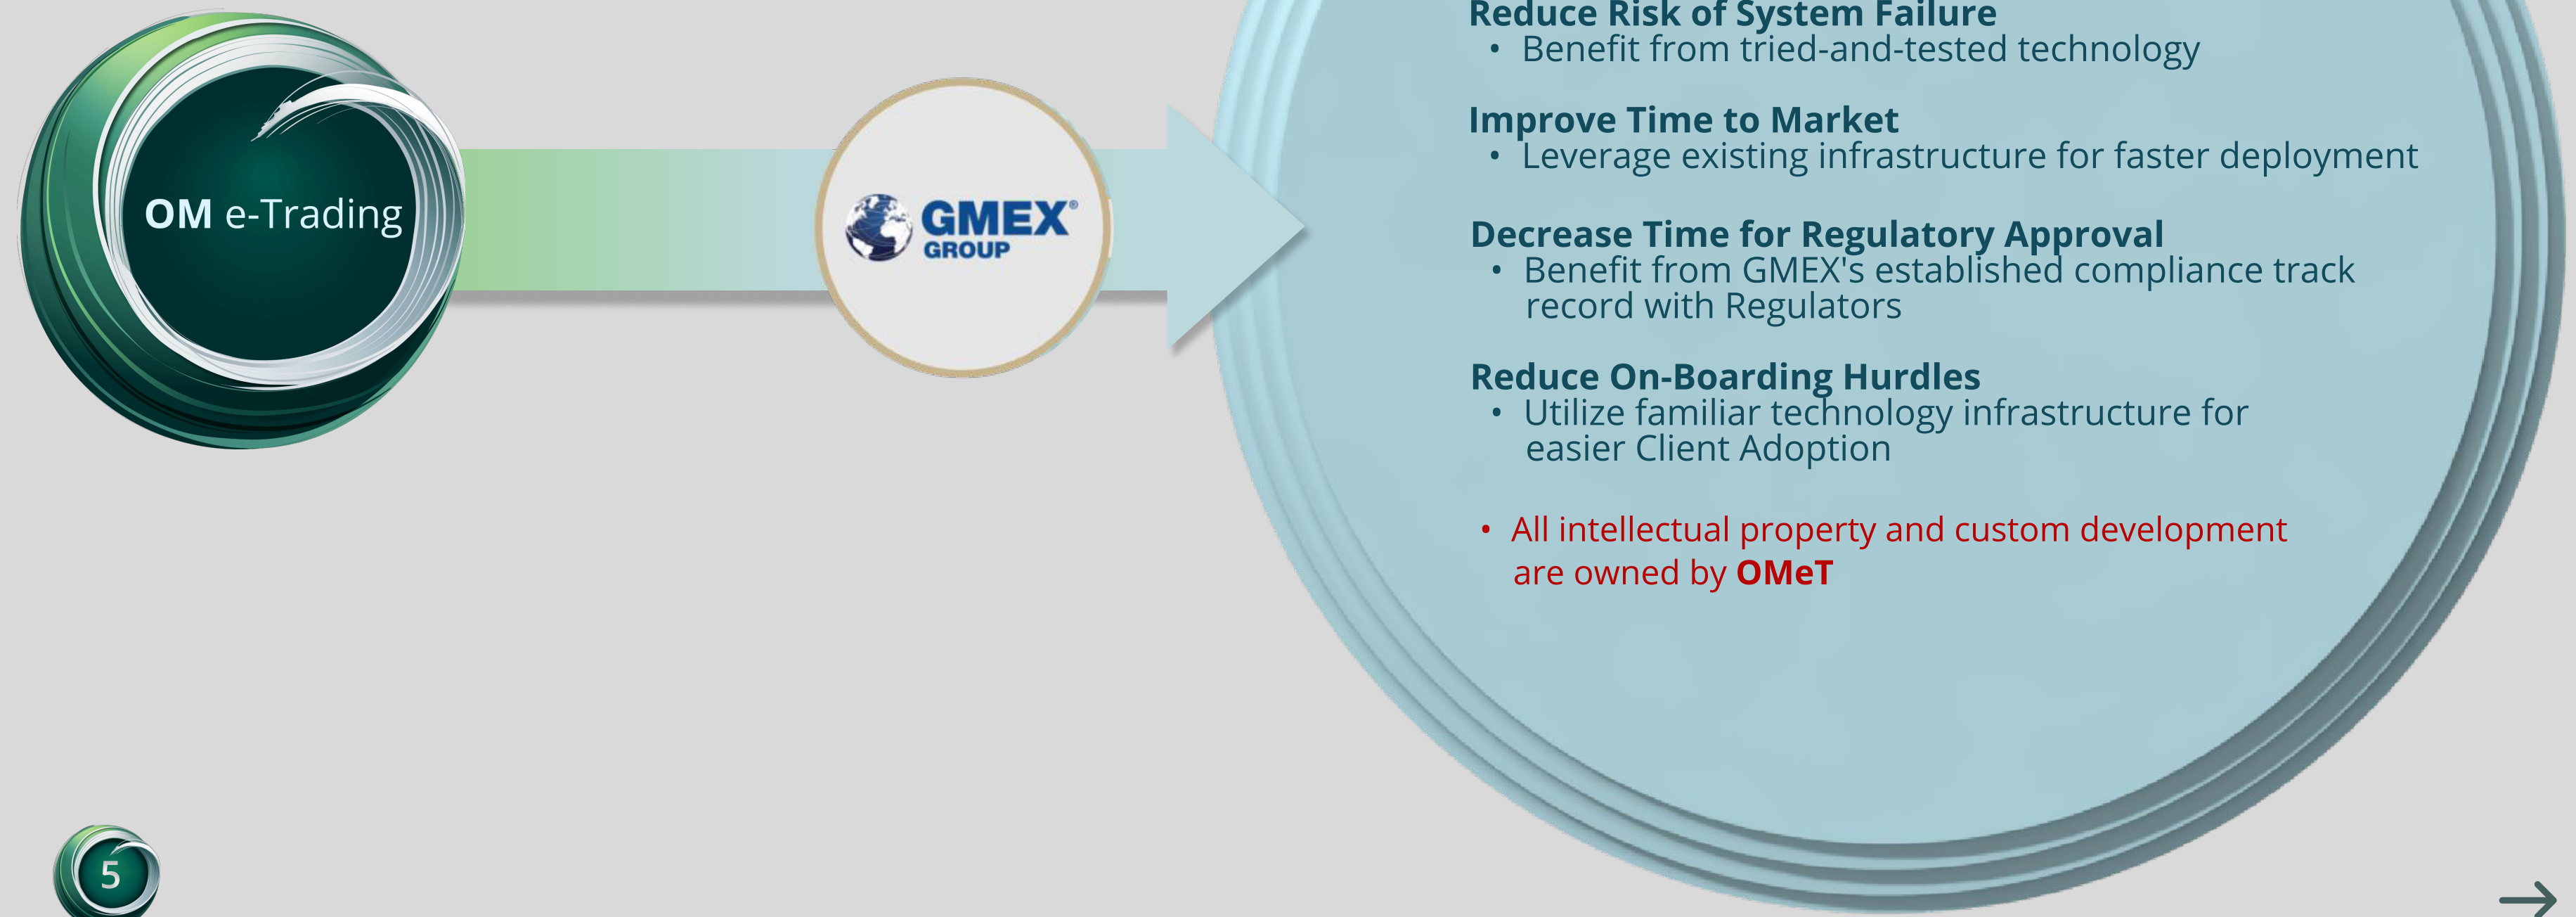 OM e-Trading
GMEX®
GROUP
Reduce Risk of System Failure
• Benefit from tried-and-tested technology
Improve Time to Market
• Leverage existing infrastructure for faster deployment
Decrease Time for Regulatory Approval
• Benefit from GMEX's established compliance track
record with Regulators
Reduce On-Boarding Hurdles
• Utilize familiar technology infrastructure for
easier Client Adoption
• All intellectual property and custom development
are owned by OMeT
5